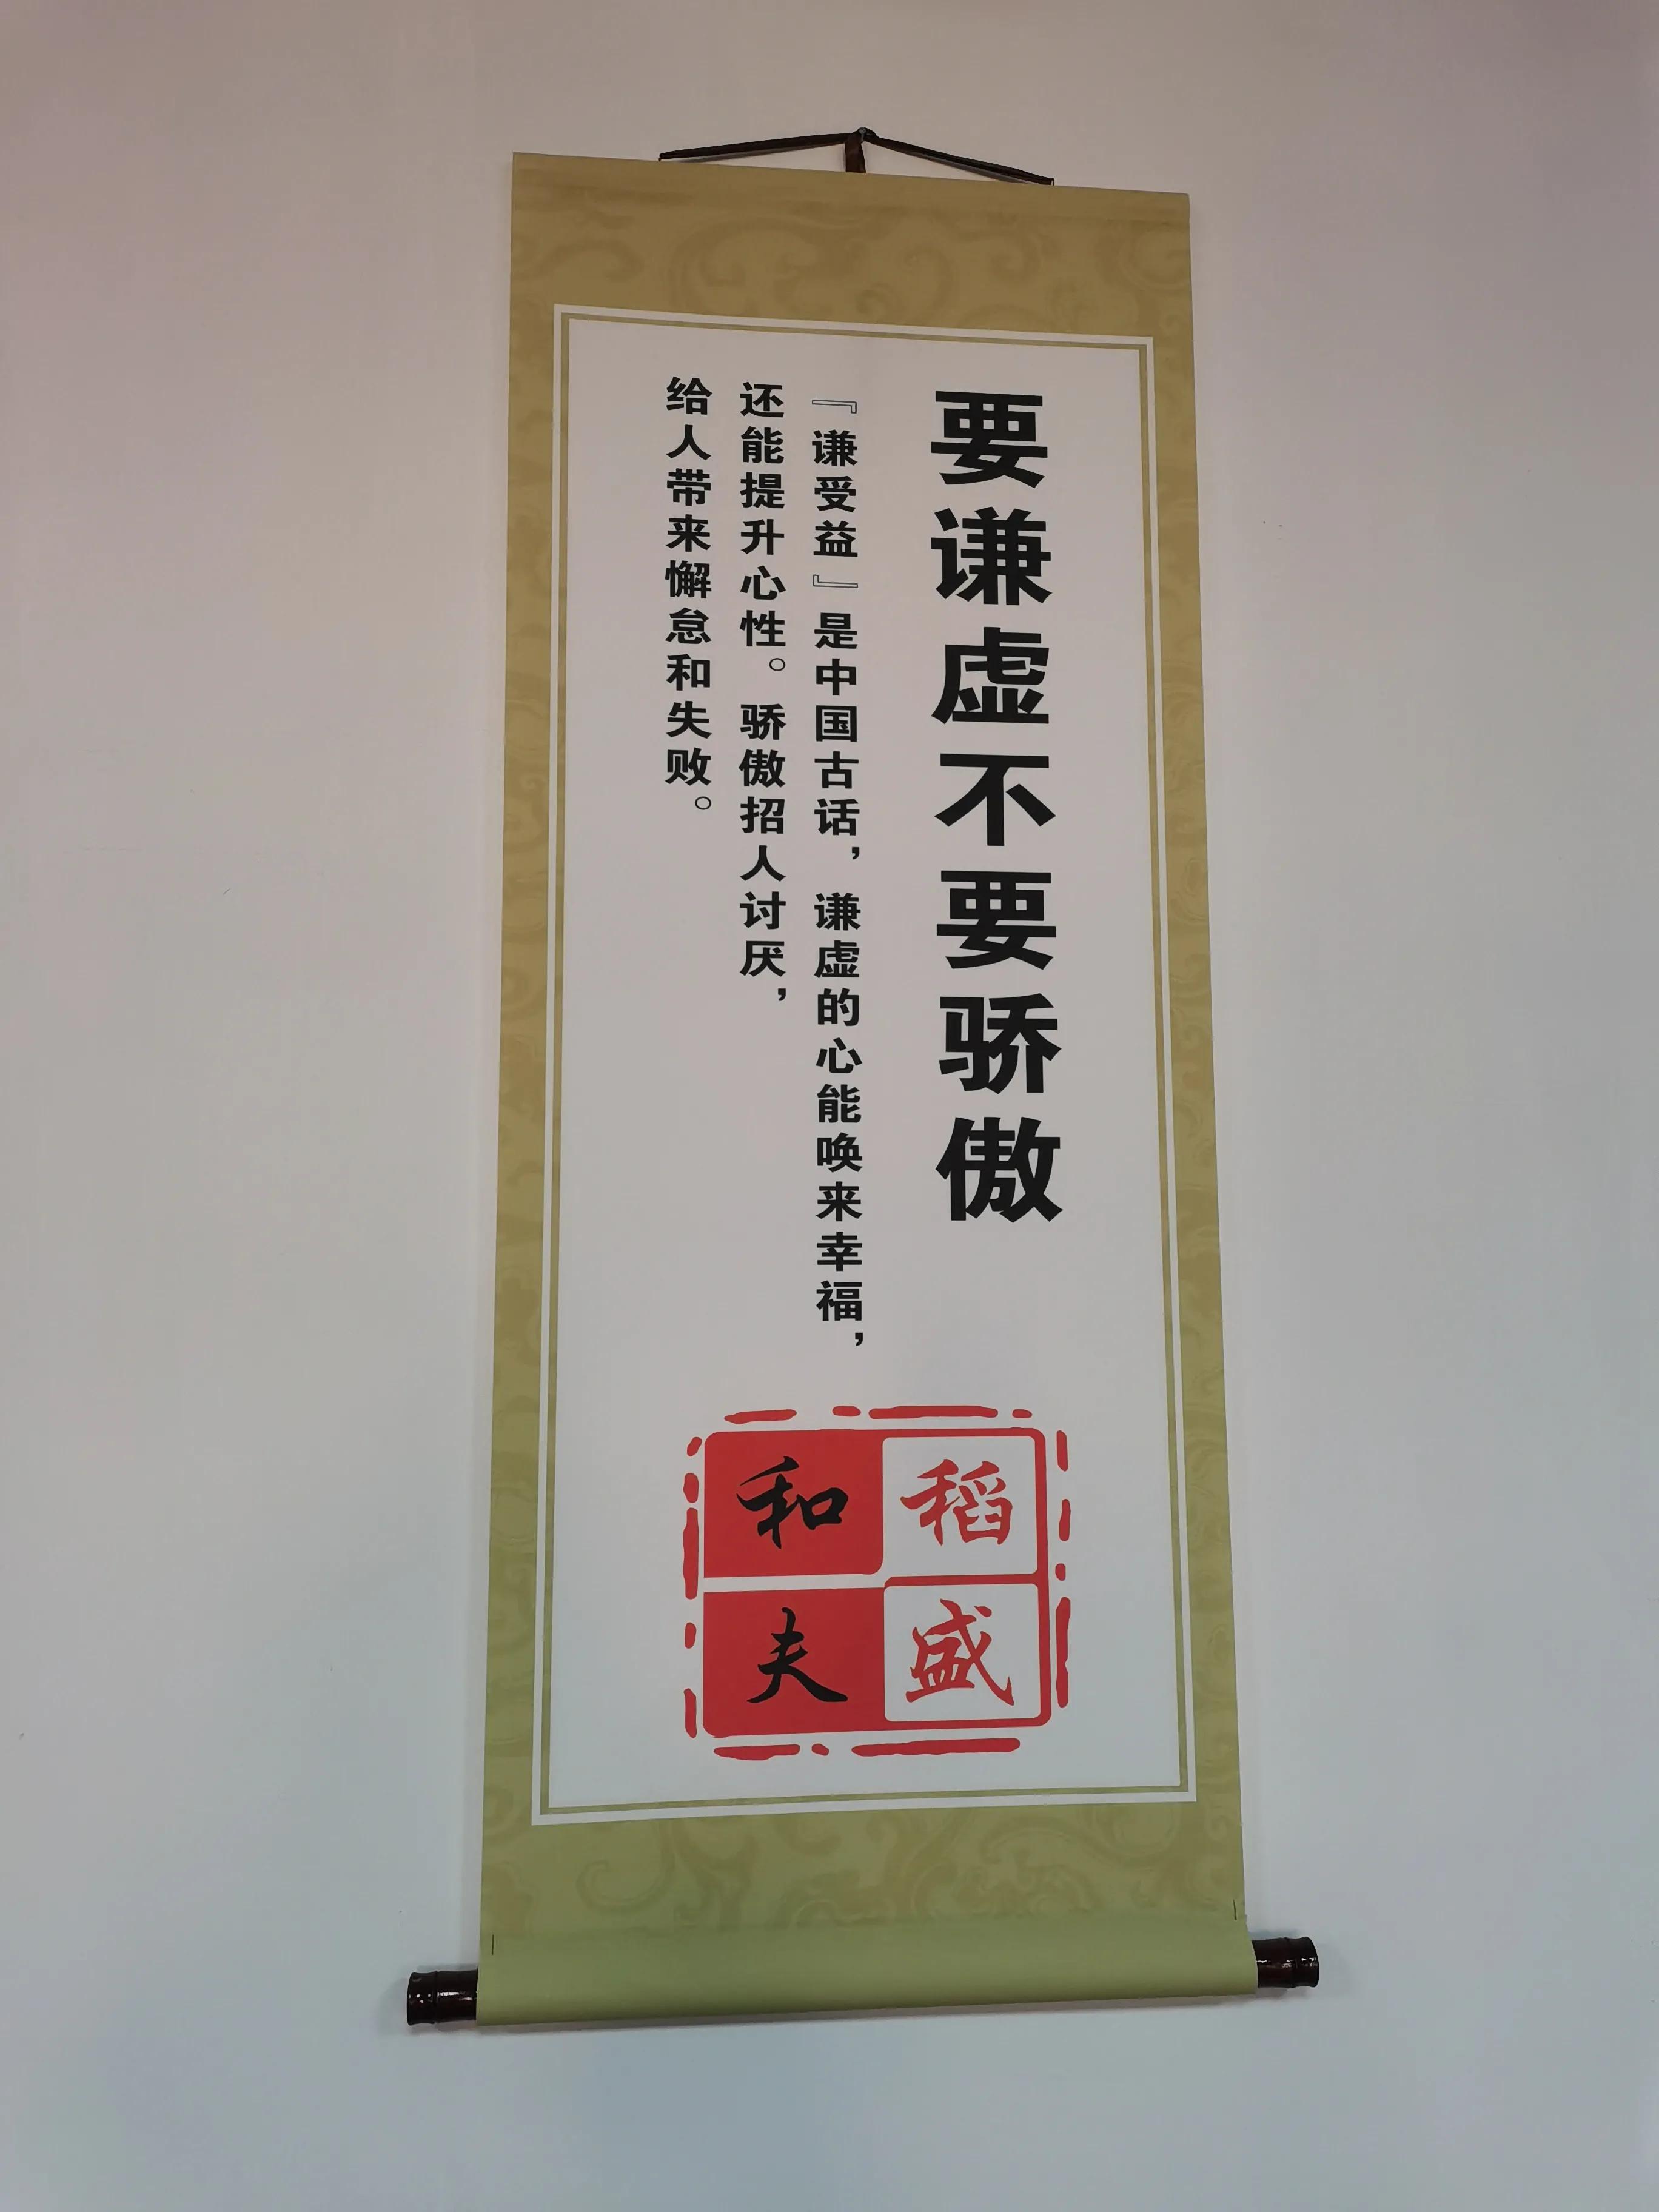 要谦虚不要骄傲
『谦受益』是中国古话，谦虚的心能唤来幸福，
还能提升心性。骄傲招人讨厌，
给人带来懈怠和失败。
稻盛
和夫